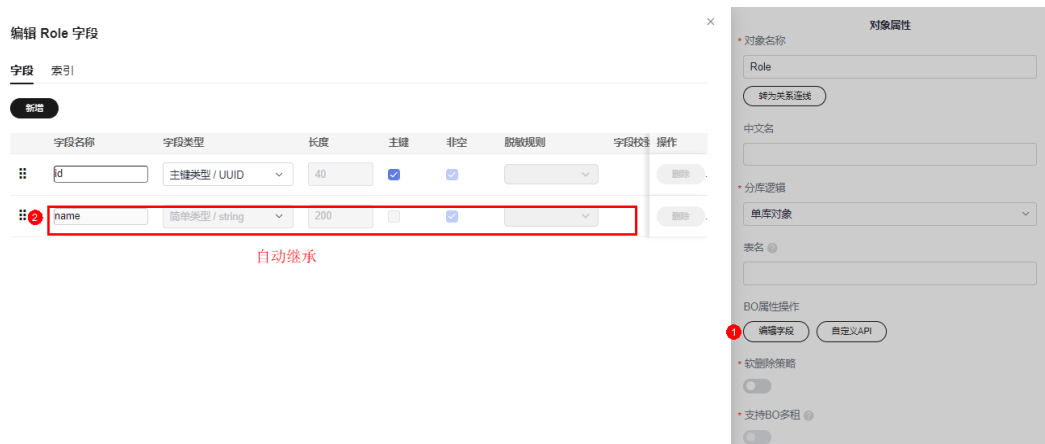 编辑 Role 字段
×
字段 索引
新增
字段名称 字段类型 长度 主键 非空 脱敏规则 字段校验 操作
id 主键类型 / UUID 40 删除
2 name 简单类型 / string 200 删除
自动继承
对象属性
* 对象名称
Role
转为关系连线
中文名
* 分库逻辑
单库对象
表名 ?
BO属性操作
1 编辑字段 自定义API
* 软删除策略
* 支持BO多租 ?